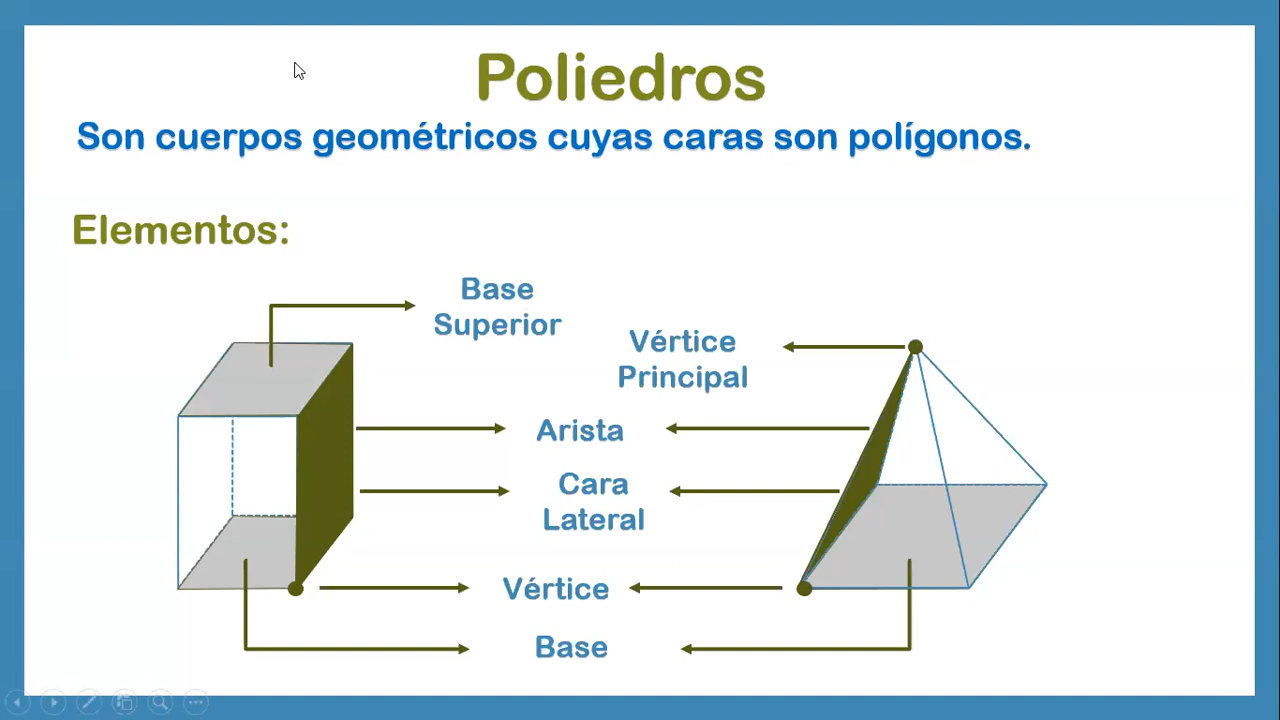 Poliedros
Son cuerpos geométricos cuyas caras son polígonos.
Elementos:
Base
Superior
Vértice
Principal
Arista
Cara
Lateral
Vértice
Base